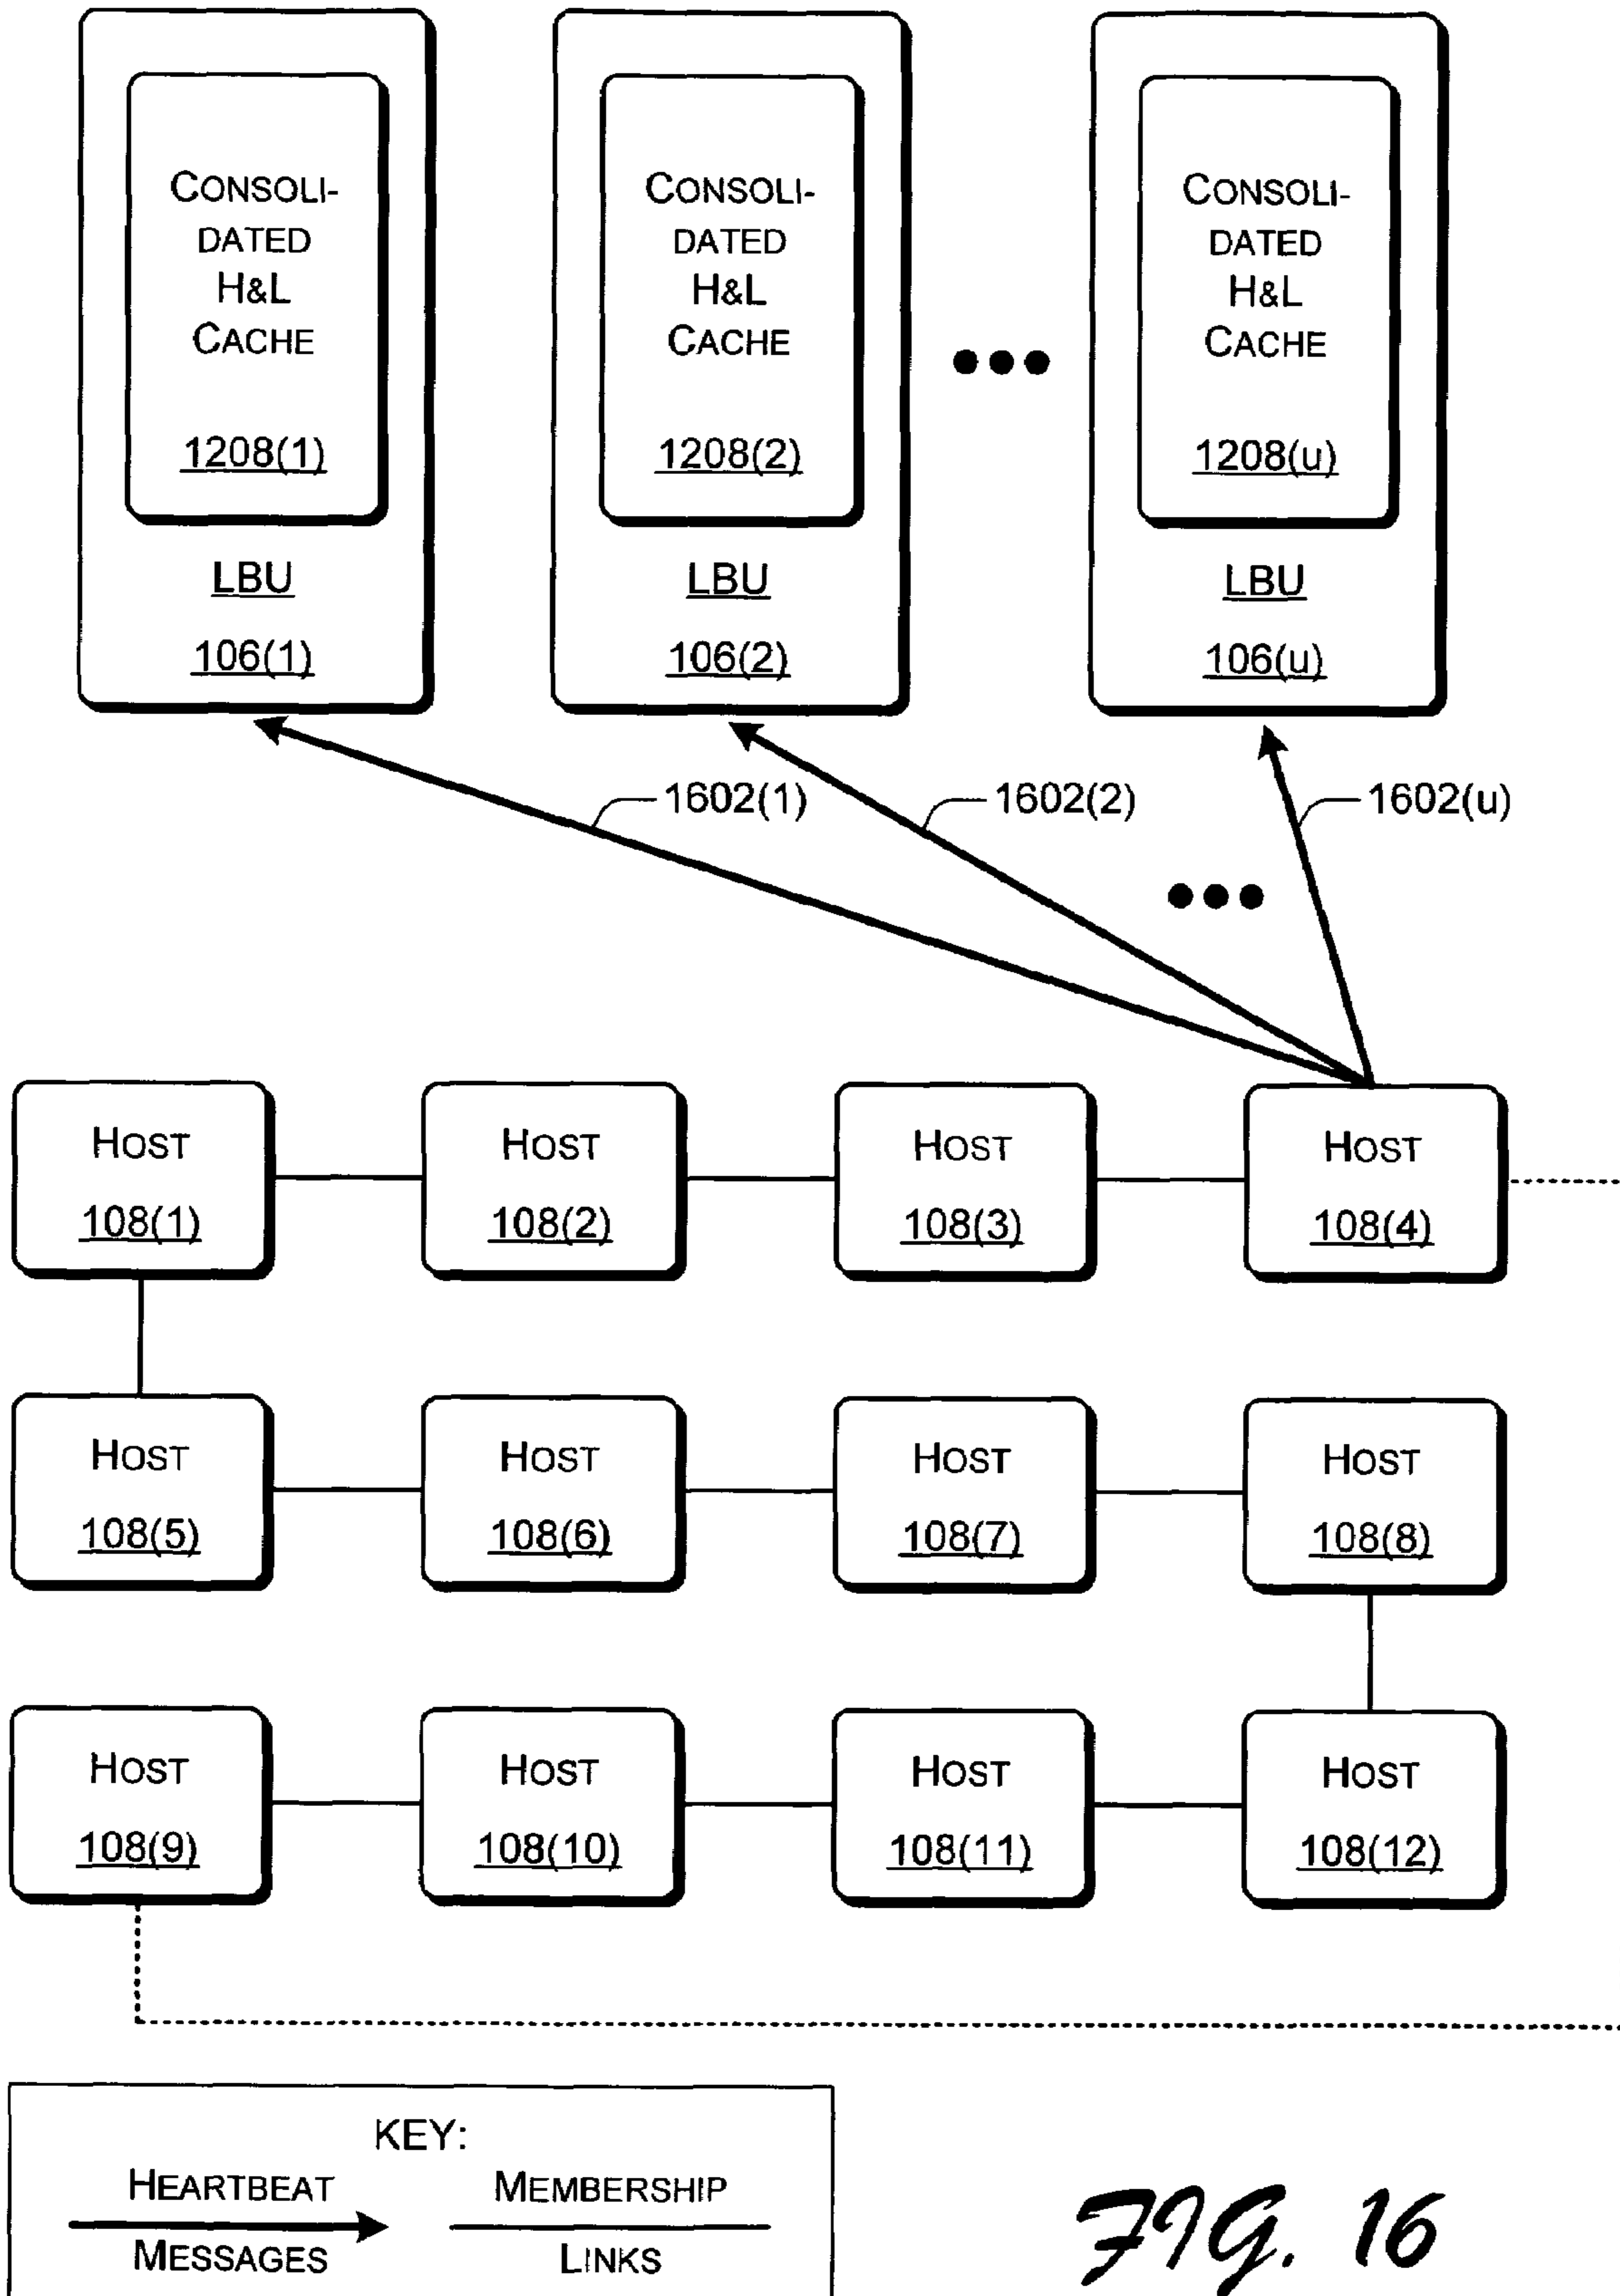 CONSOLI-
DATED
H&L
CACHE
1208(1)
LBU
106(1)
CONSOLI-
DATED
H&L
CACHE
1208(2)
LBU
106(2)
CONSOLI-
DATED
H&L
CACHE
1208(u)
LBU
106(u)
1602(1)
1602(2)
1602(u)
HOST
108(1)
HOST
108(2)
HOST
108(3)
HOST
108(4)
HOST
108(5)
HOST
108(6)
HOST
108(7)
HOST
108(8)
HOST
108(9)
HOST
108(10)
HOST
108(11)
HOST
108(12)
KEY:
HEARTBEAT
MESSAGES
MEMBERSHIP
LINKS
FIG. 16